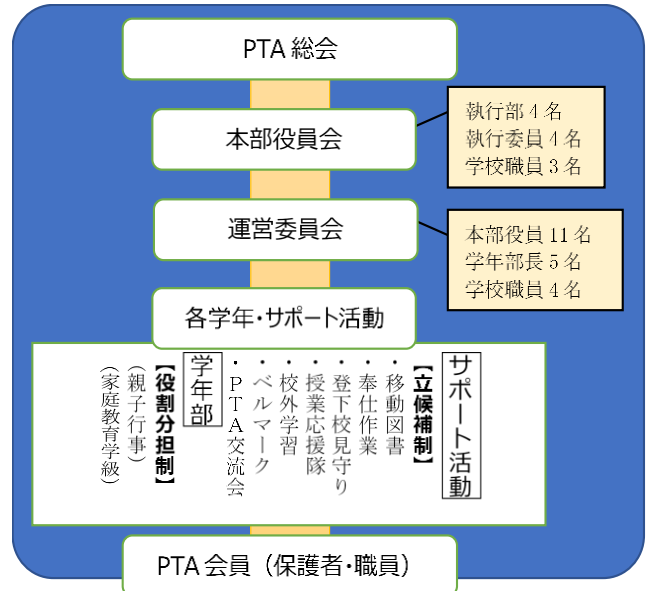 PTA 総会
本部役員会
執行部 4 名
執行委員 4 名
学校職員 3 名
運営委員会
本部役員 11 名
学年部長 5 名
学校職員 4 名
各学年・サポート活動
サポート活動
【立候補制】
・移動図書
・奉仕作業
・登下校見守り
・授業応援隊
・校外学習
・ベルマーク
・PTA交流会
学年部
【役割分担制】
(親子行事)
(家庭教育学級)
PTA 会員（保護者・職員）